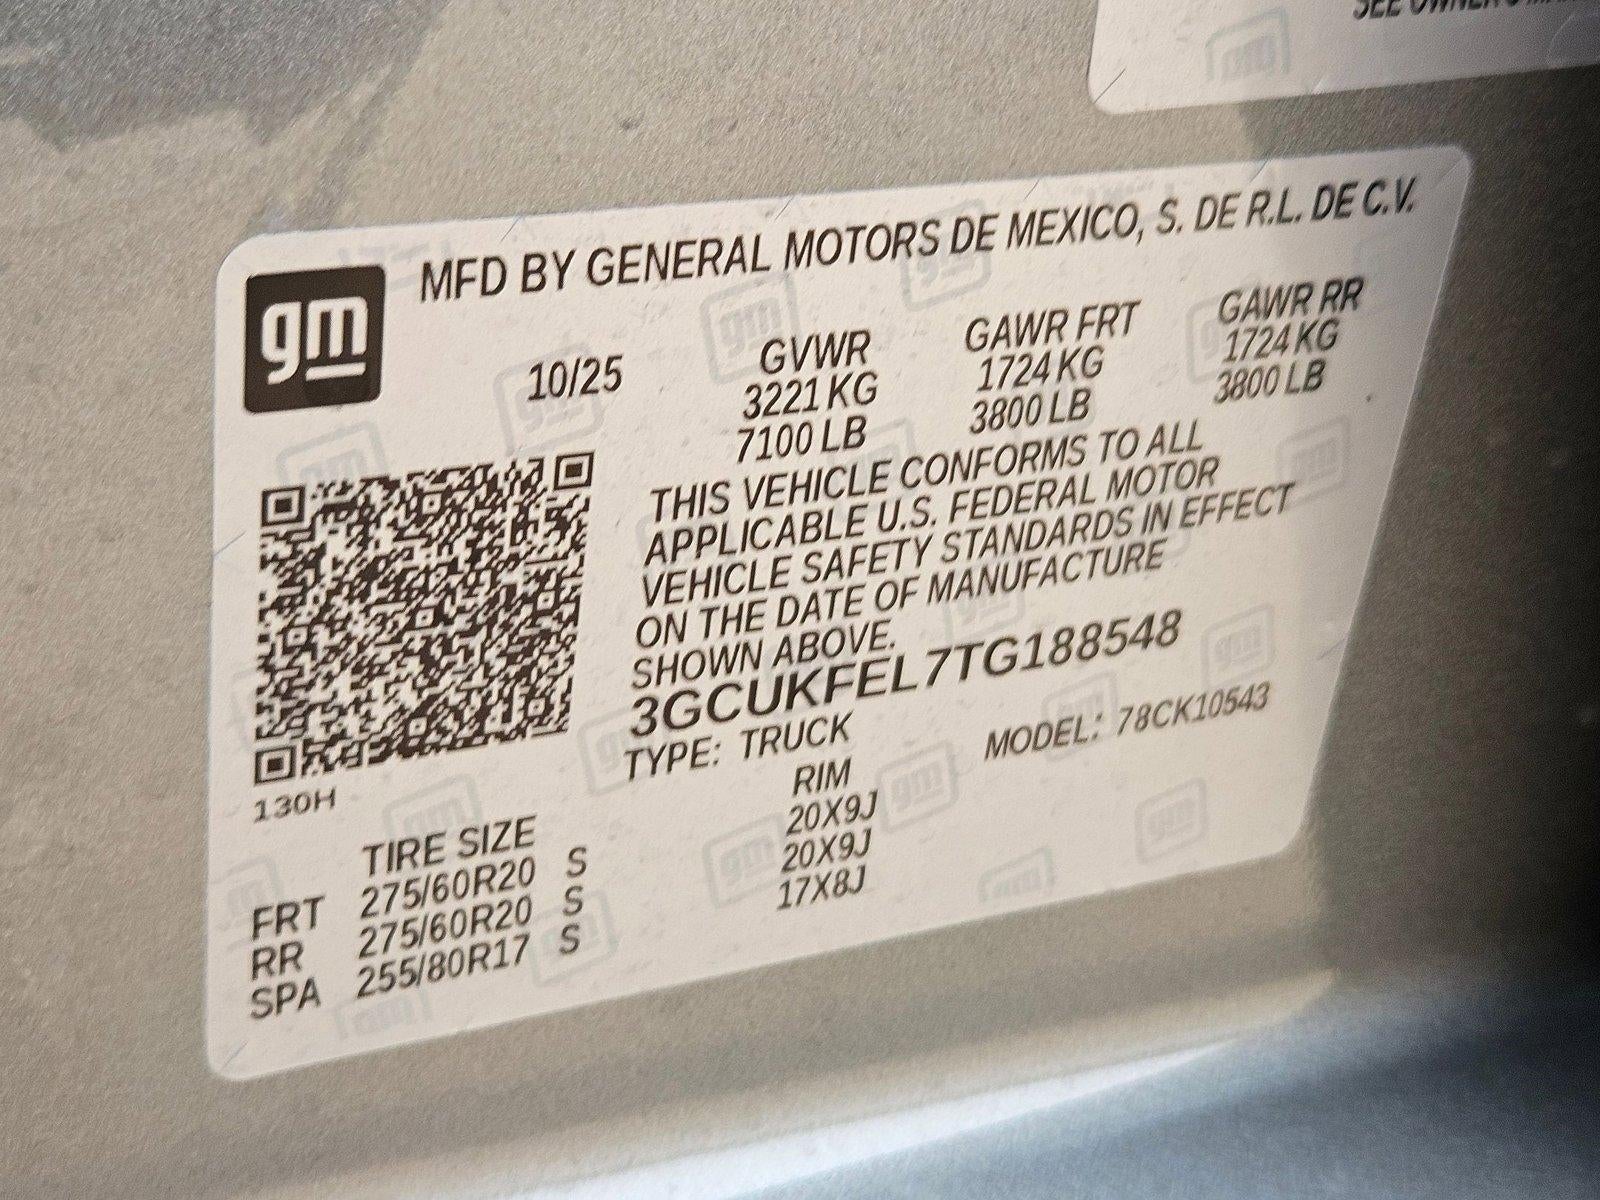 SEE OWNER'S
gm
MFD BY GENERAL MOTORS DE MEXICO, S. DE R.L. DE C.V.
10/25
GVWR
3221 KG
7100 LB
GAWR FRT
1724 KG
3800 LB
GAWR RR
1724 KG
3800 LB
THIS VEHICLE CONFORMS TO ALL
APPLICABLE U.S. FEDERAL MOTOR
VEHICLE SAFETY STANDARDS IN EFFECT
ON THE DATE OF MANUFACTURE
SHOWN ABOVE.
3GCUKFEL7TG188548
TYPE: TRUCK
MODEL: 78CK10543
130H
TIRE SIZE RIM
FRT 275/60R20 S 20X9J
RR 275/60R20 S 20X9J
SPA 255/80R17 S 17X8J